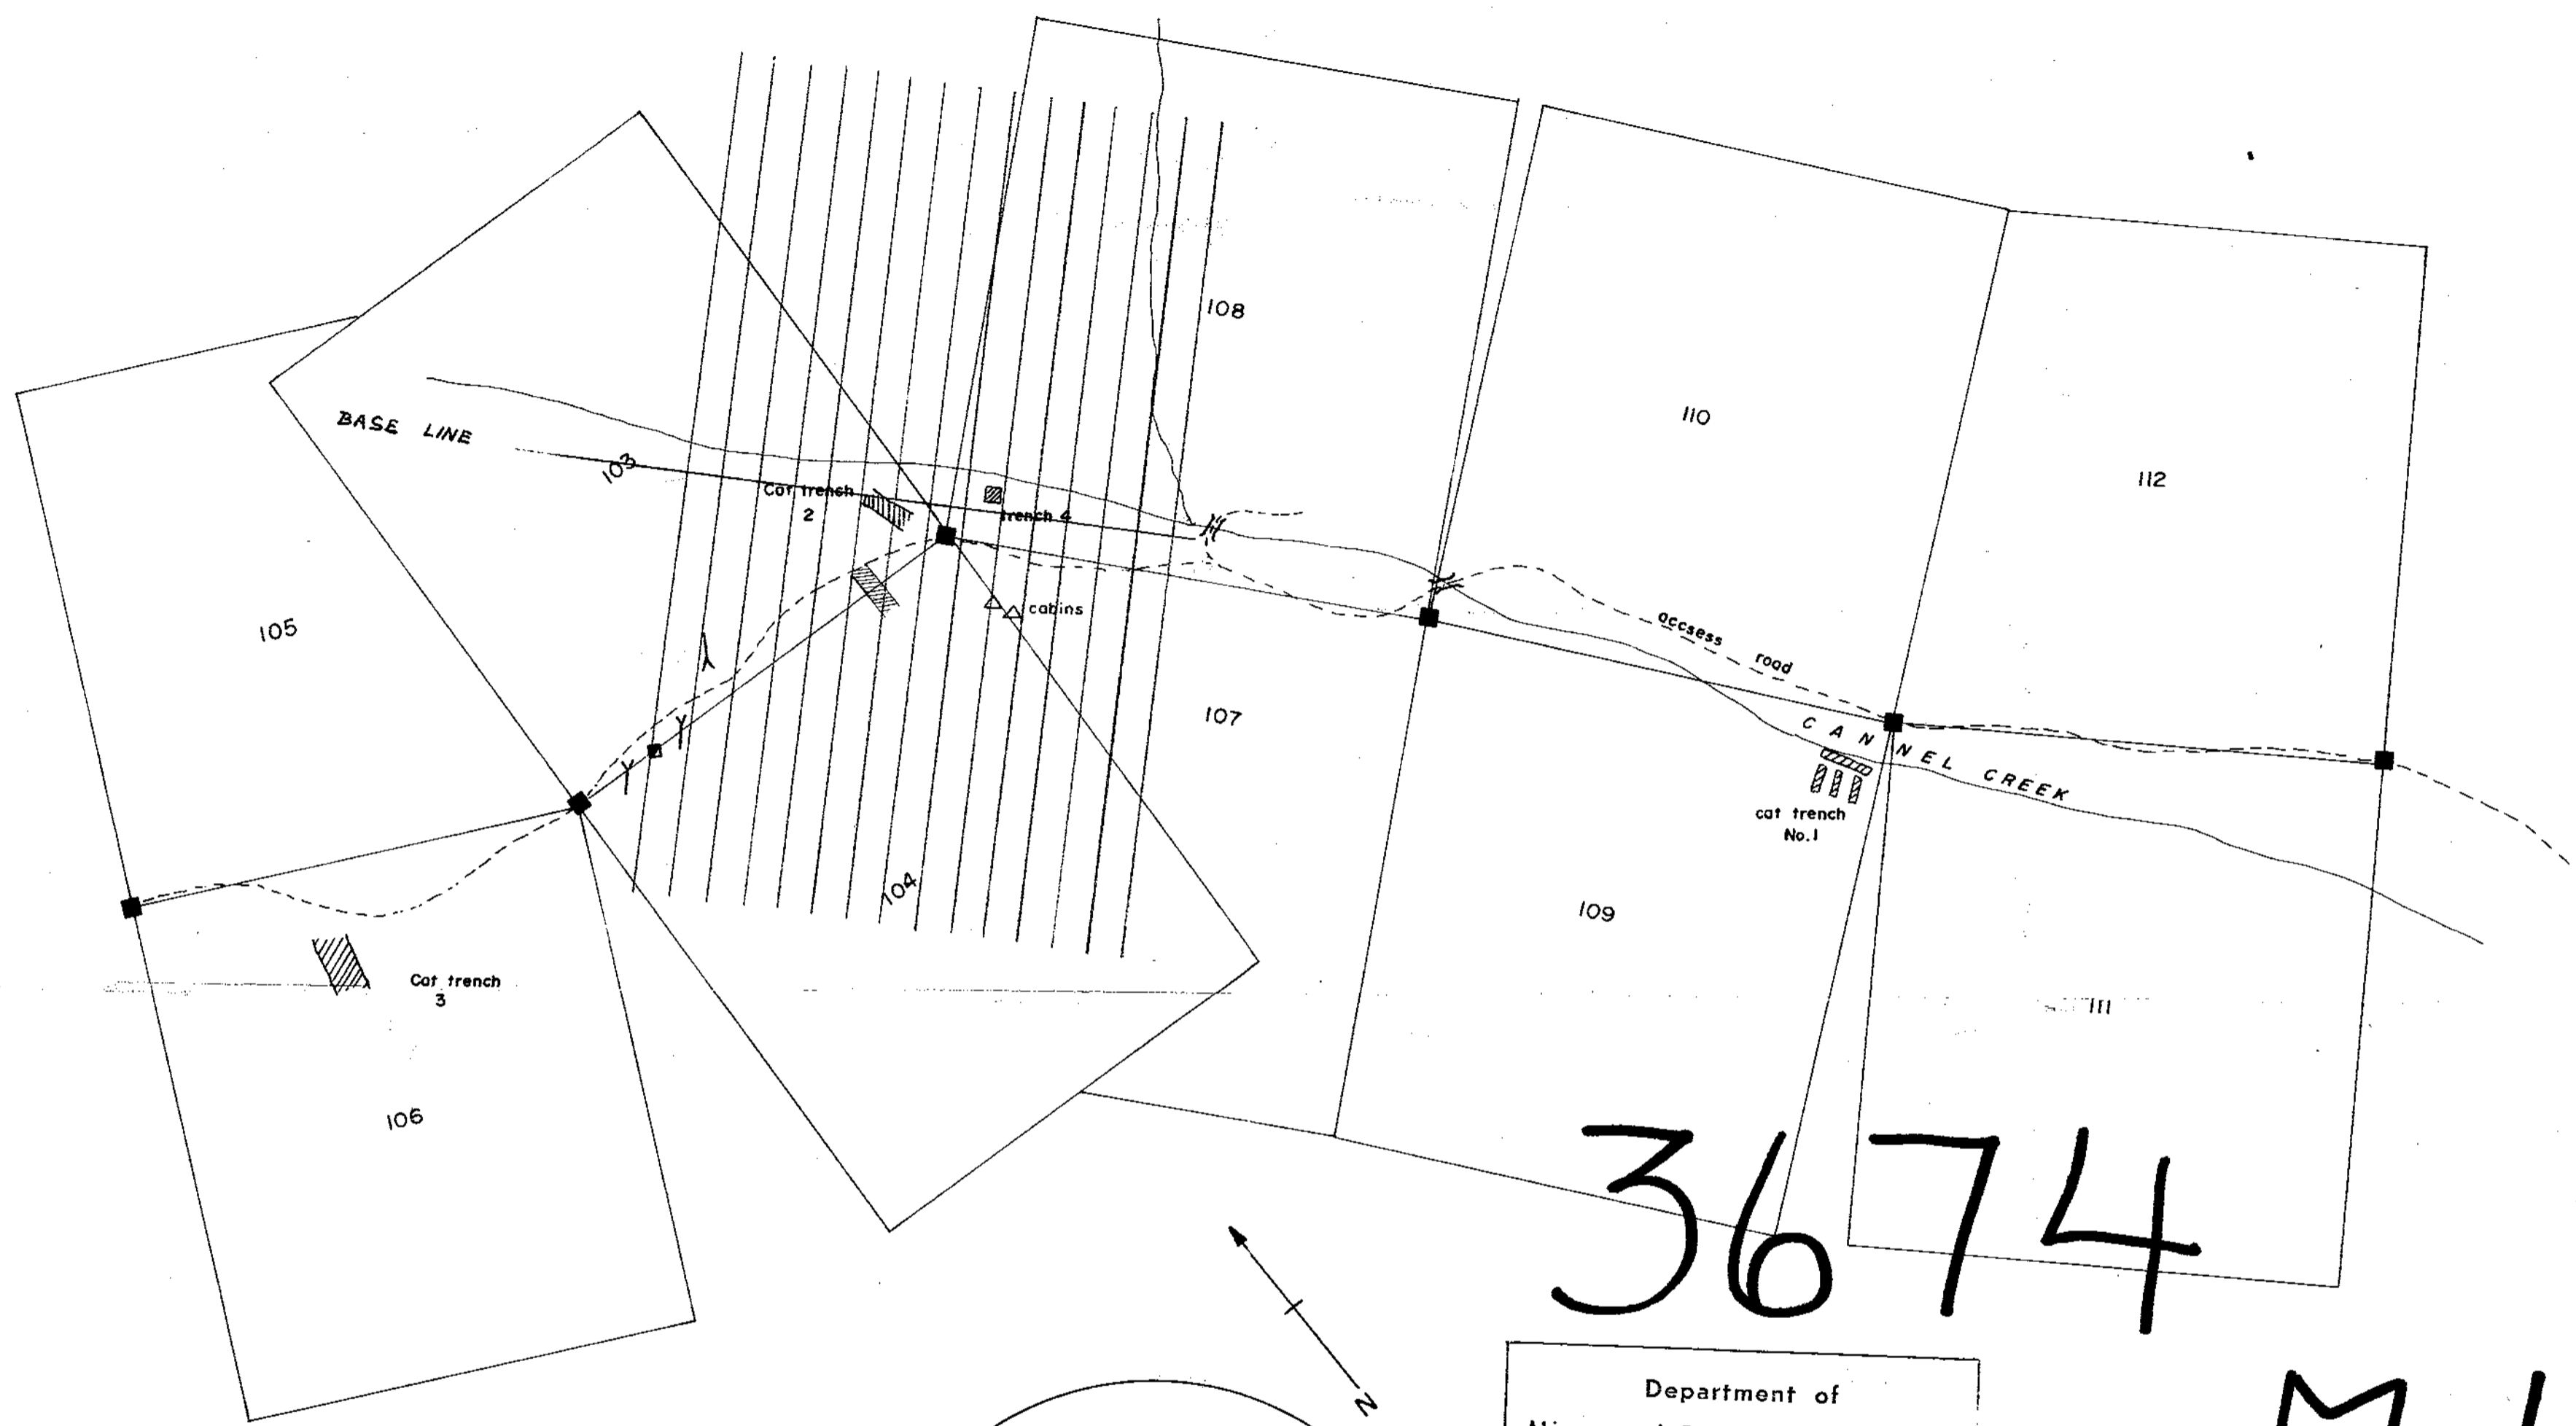 108
110
112
BASE LINE
103
Cat trench
2
trench 4
105
cabins
accsess road
107
CANNEL CREEK
cat trench
No.1
104
109
111
Cat trench
3
106
3674
N
Department of